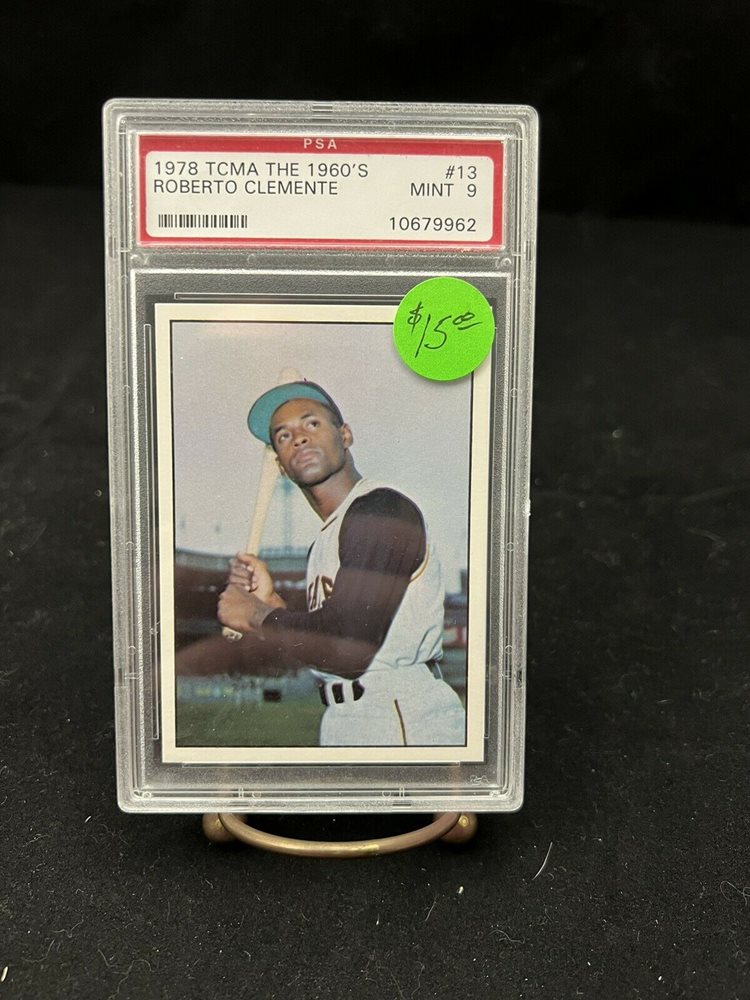 PSA
1978 TCMA THE 1960'S #13
ROBERTO CLEMENTE MINT 9
10679962
$15.00